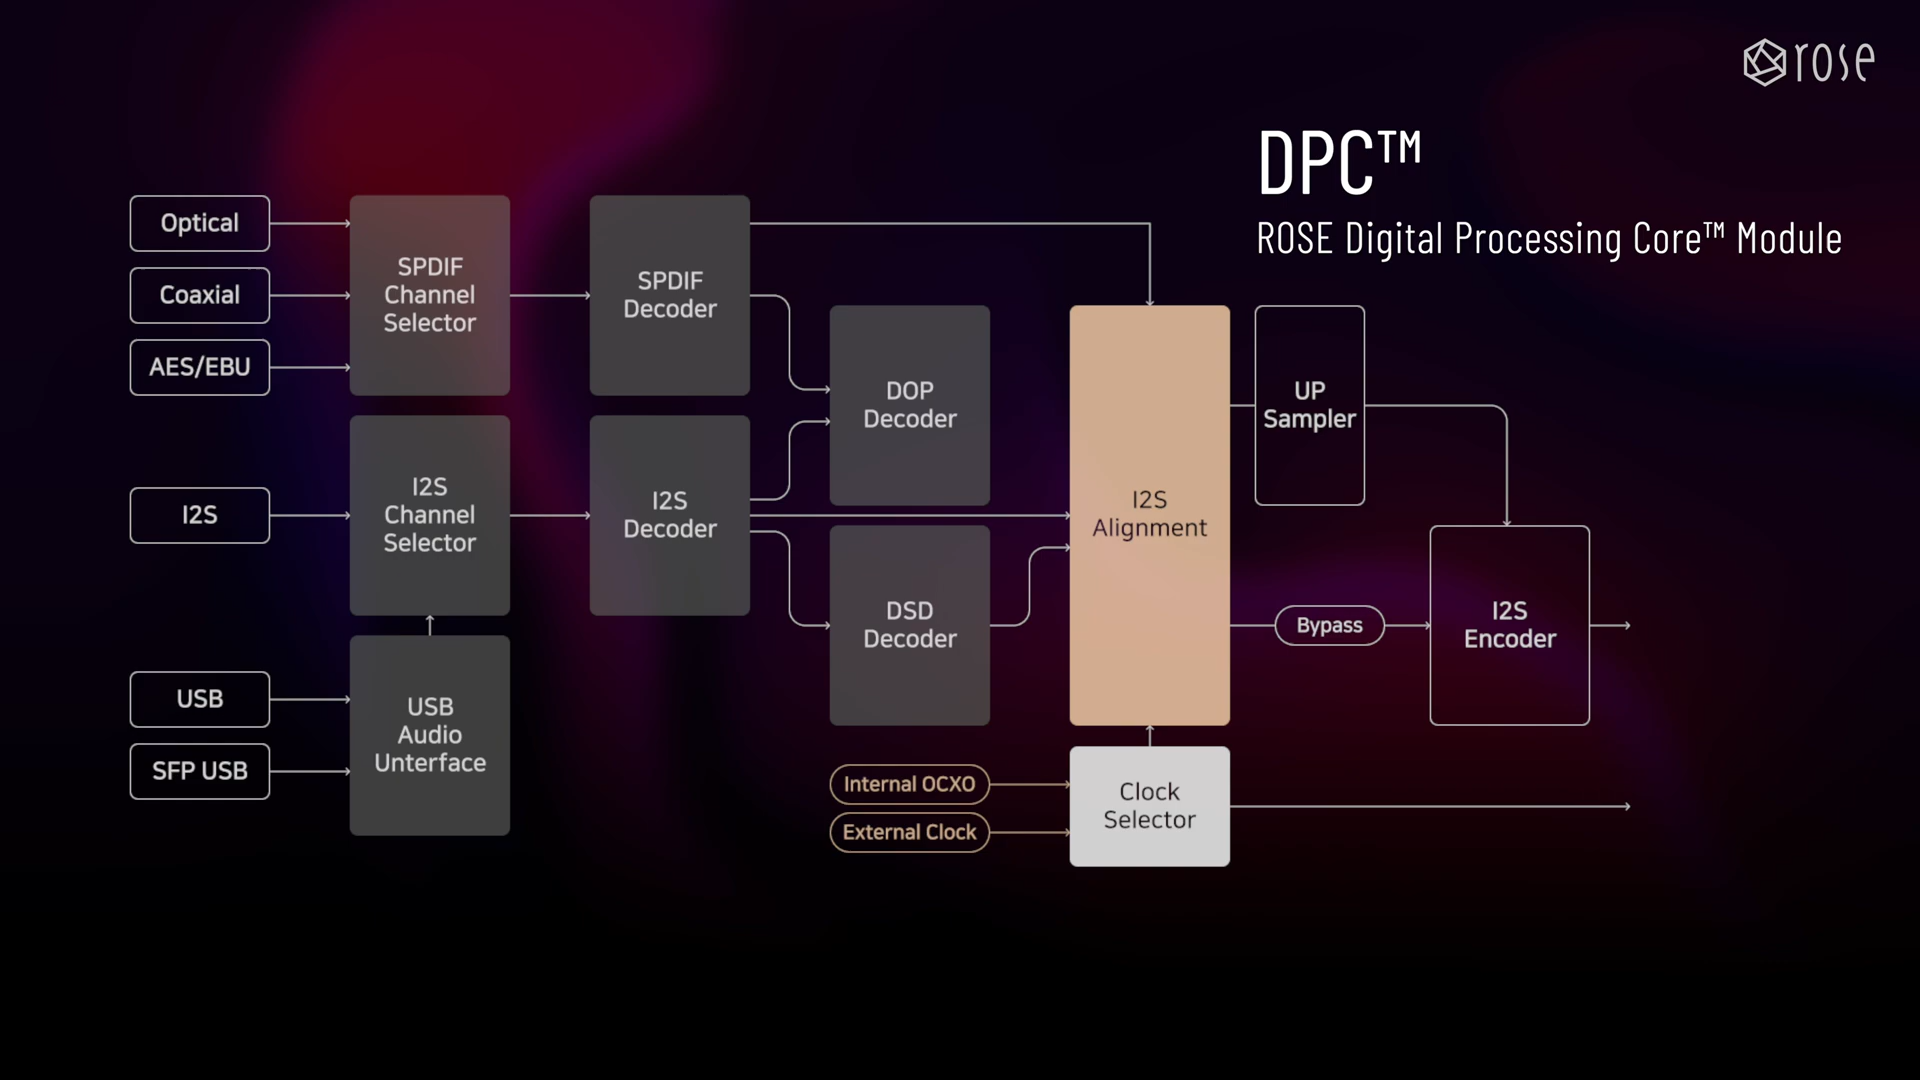 rose
DPC™
ROSE Digital Processing Core™ Module
Optical
Coaxial
AES/EBU
SPDIF
Channel
Selector
SPDIF
Decoder
DOP
Decoder
I2S
I2S
Channel
Selector
I2S
Decoder
DSD
Decoder
I2S
Alignment
UP
Sampler
Bypass
I2S
Encoder
USB
SFP USB
USB
Audio
Unterface
Internal OCXO
External Clock
Clock
Selector